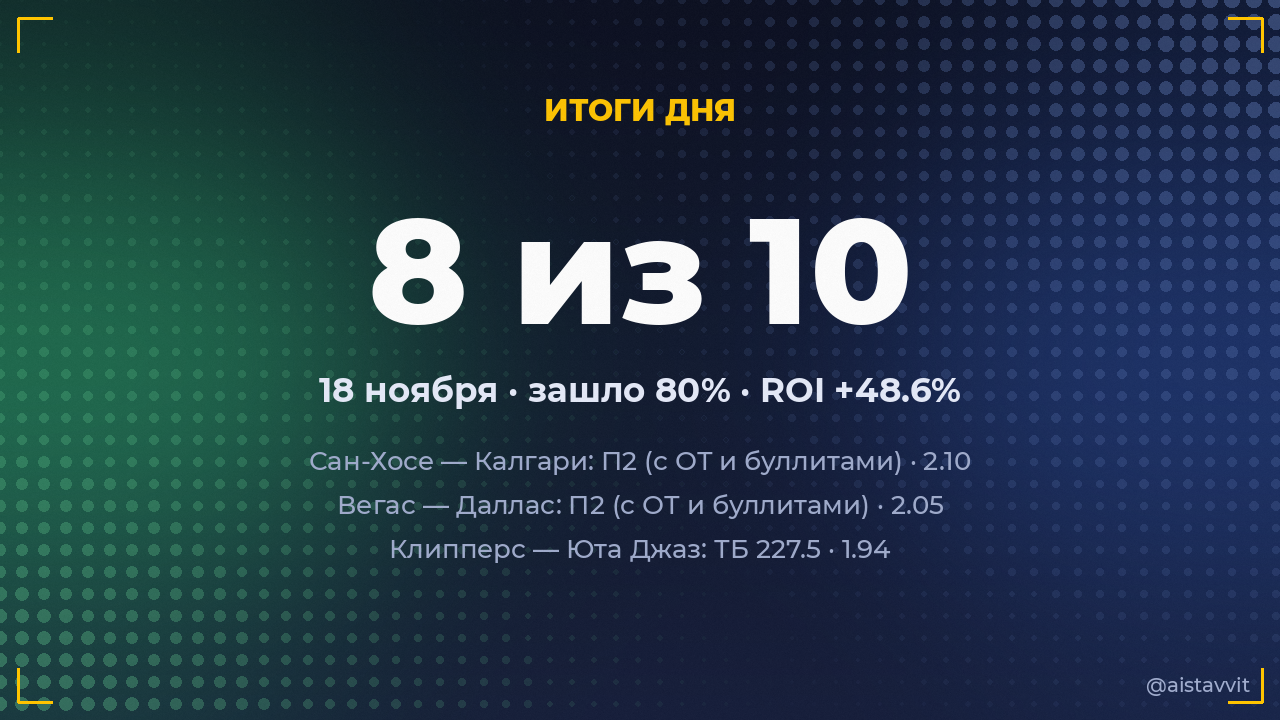 ИТОГИ ДНЯ
8 из 10
18 ноября · зашло 80% · ROI +48.6%
Сан-Хосе — Калгари: П2 (с ОТ и буллитами) · 2.10
Вегас — Даллас: П2 (с ОТ и буллитами) · 2.05
Клипперс — Юта Джаз: ТБ 227.5 · 1.94
@aistavvit